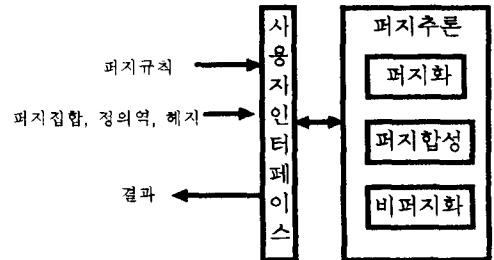 퍼지규칙
퍼지집합, 정의역, 헤지
결과
사용자인터페이스
퍼지추론
퍼지화
퍼지합성
비퍼지화